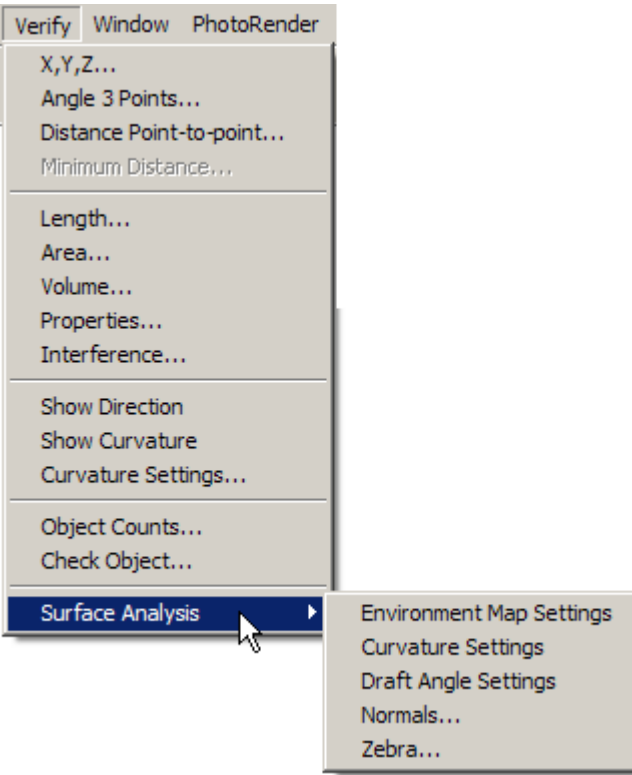 Verify Window PhotoRender
X,Y,Z...
Angle 3 Points...
Distance Point-to-point...
Minimum Distance...
Length...
Area...
Volume...
Properties...
Interference...
Show Direction
Show Curvature
Curvature Settings...
Object Counts...
Check Object...
Surface Analysis
Environment Map Settings
Curvature Settings
Draft Angle Settings
Normals...
Zebra...